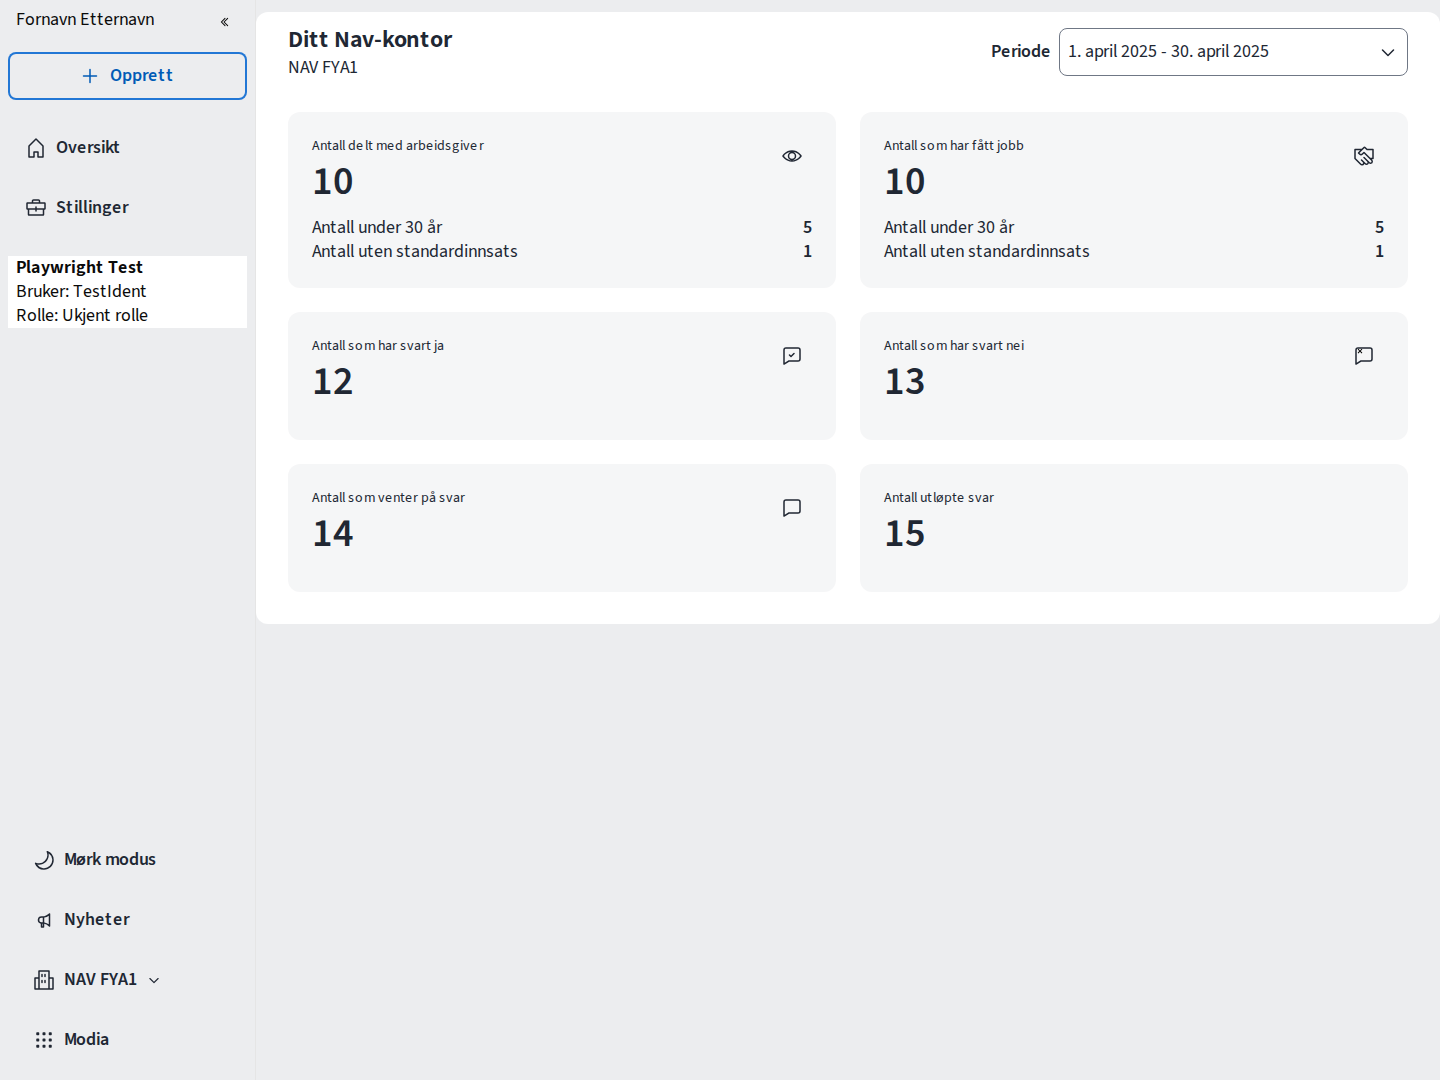 Fornavn Etternavn
Opprett
Oversikt
Stillinger
Playwright Test
Bruker: TestIdent
Rolle: Ukjent rolle
Mørk modus
Nyheter
NAV FYA1
Modia
Ditt Nav-kontor
NAV FYA1
Periode 1. april 2025 - 30. april 2025
Antall delt med arbeidsgiver
10
Antall under 30 år 5
Antall uten standardinnsats 1
Antall som har fått jobb
10
Antall under 30 år 5
Antall uten standardinnsats 1
Antall som har svart ja
12
Antall som har svart nei
13
Antall som venter på svar
14
Antall utløpte svar
15